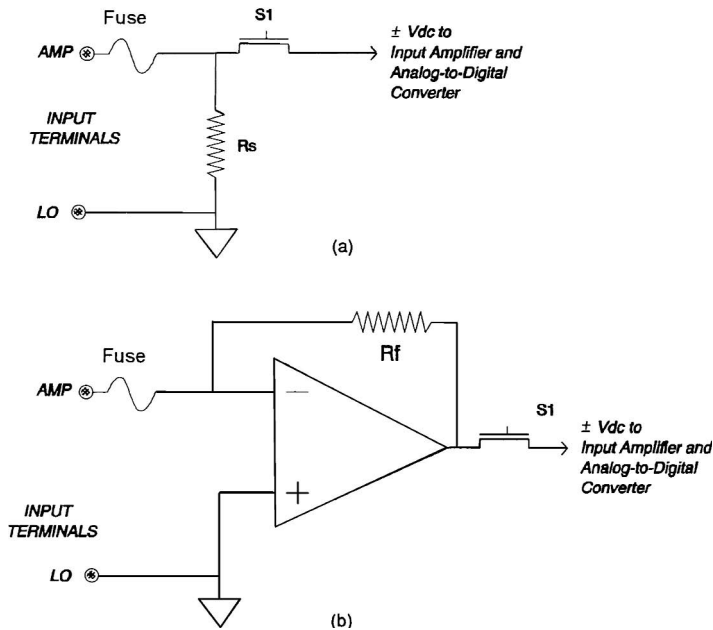 Fuse
S1
AMP
± Vdc to
Input Amplifier and
Analog-to-Digital
Converter
INPUT
TERMINALS
Rs
LO
(a)
Rf
Fuse
AMP
−
S1
± Vdc to
Input Amplifier and
Analog-to-Digital
Converter
+
INPUT
TERMINALS
LO
(b)